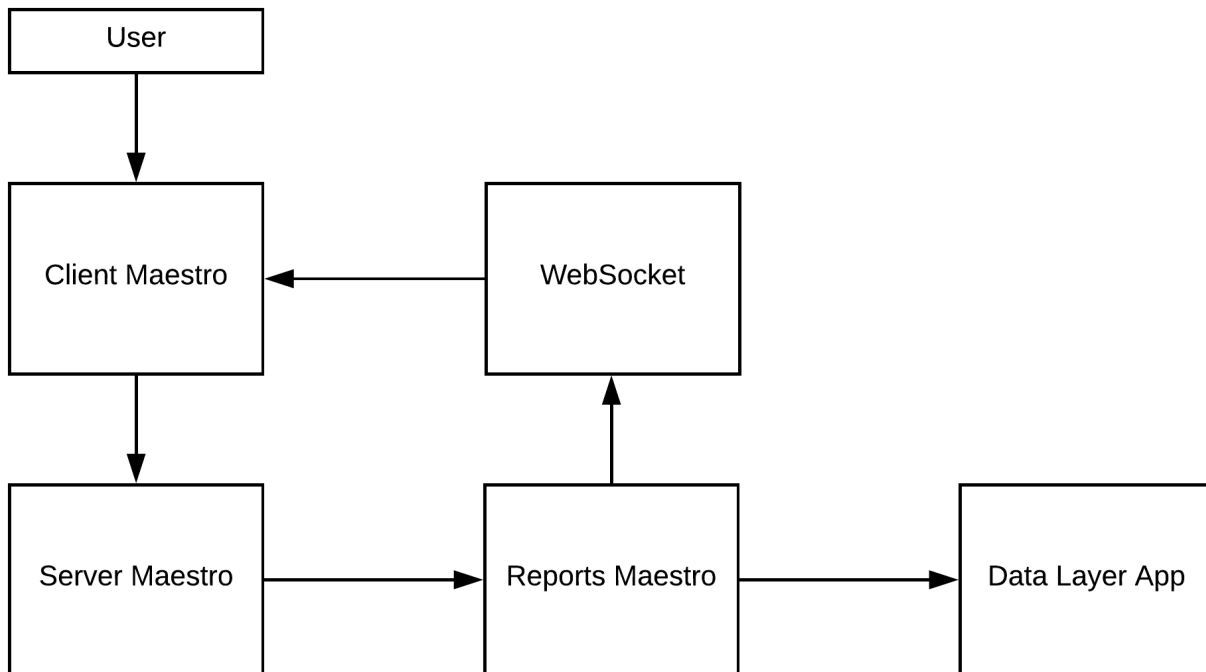 User
Client Maestro
WebSocket
Server Maestro
Reports Maestro
Data Layer App